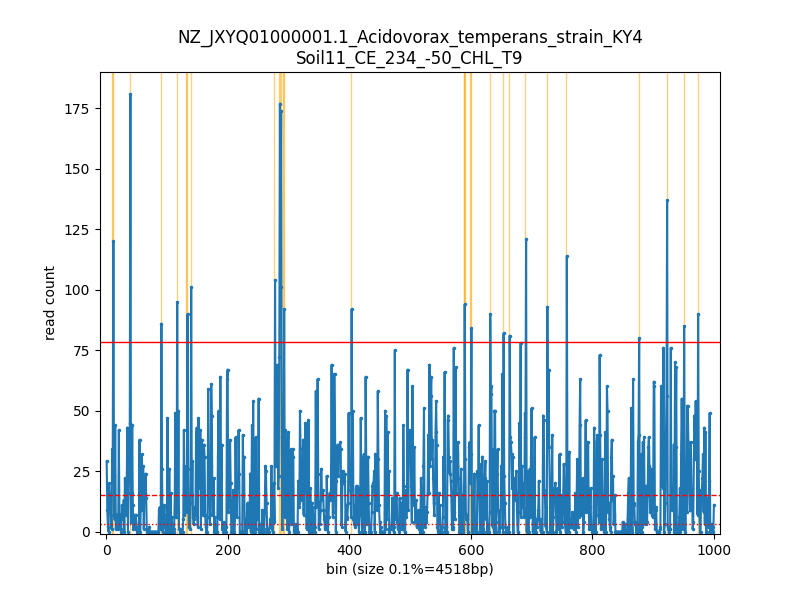 NZ_JXYQ01000001.1_Acidovorax_temperans_strain_KY4
Soil11_CE_234_-50_CHL_T9
175
150
125
100
75
50
25
0
read count
0 200 400 600 800 1000
bin (size 0.1%=4518bp)